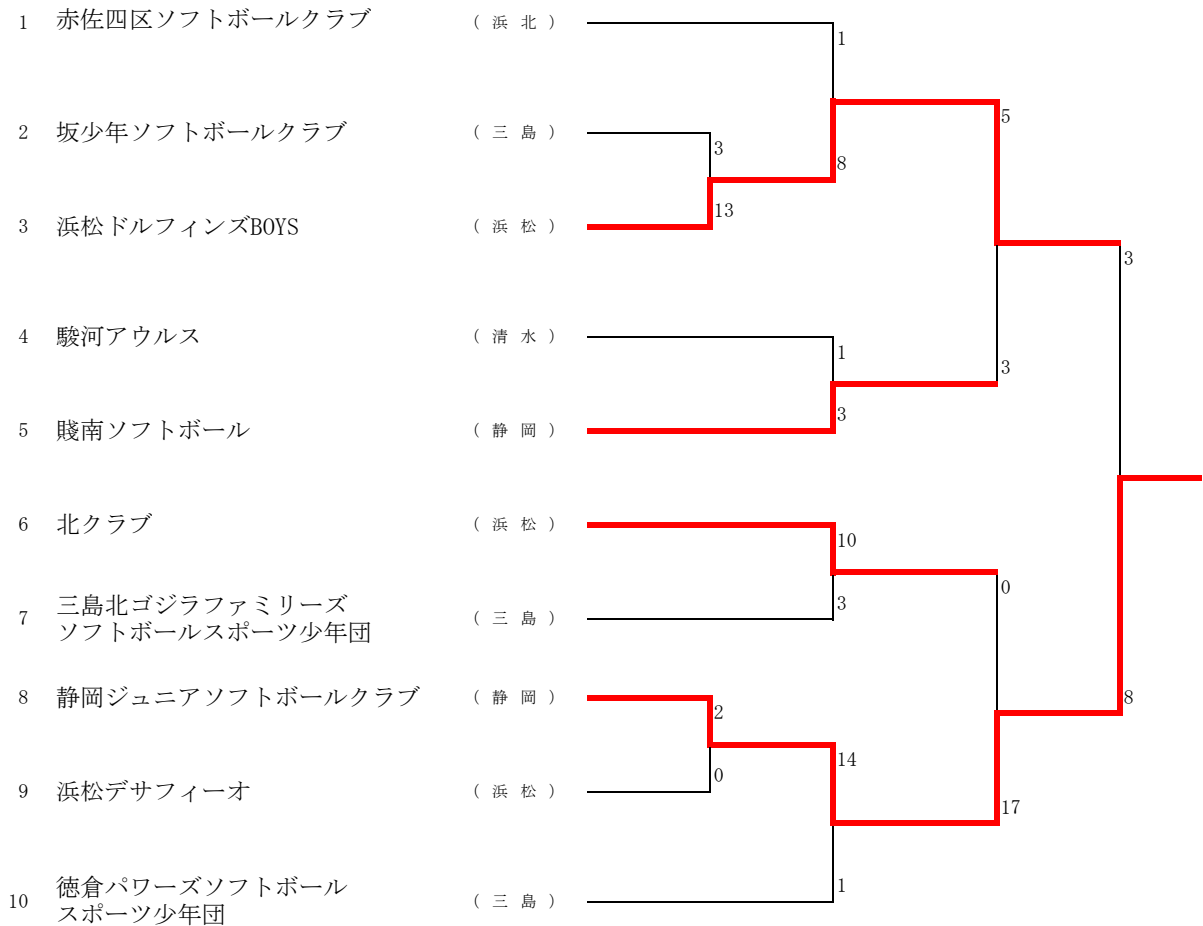 1 赤佐四区ソフトボールクラブ ( 浜 北 )
1
5
2 坂少年ソフトボールクラブ ( 三 島 )
3
8
13
3 浜松ドルフィンズBOYS ( 浜 松 )
3
4 駿河アウルス ( 清 水 )
1
3
3
5 賤南ソフトボール ( 静 岡 )
6 北クラブ ( 浜 松 )
10
0
3
7 三島北ゴジラファミリーズ
ソフトボールスポーツ少年団 ( 三 島 )
8 静岡ジュニアソフトボールクラブ ( 静 岡 )
8
2
14
0
9 浜松デサフィーオ ( 浜 松 )
17
1
10 徳倉パワーズソフトボール
スポーツ少年団 ( 三 島 )